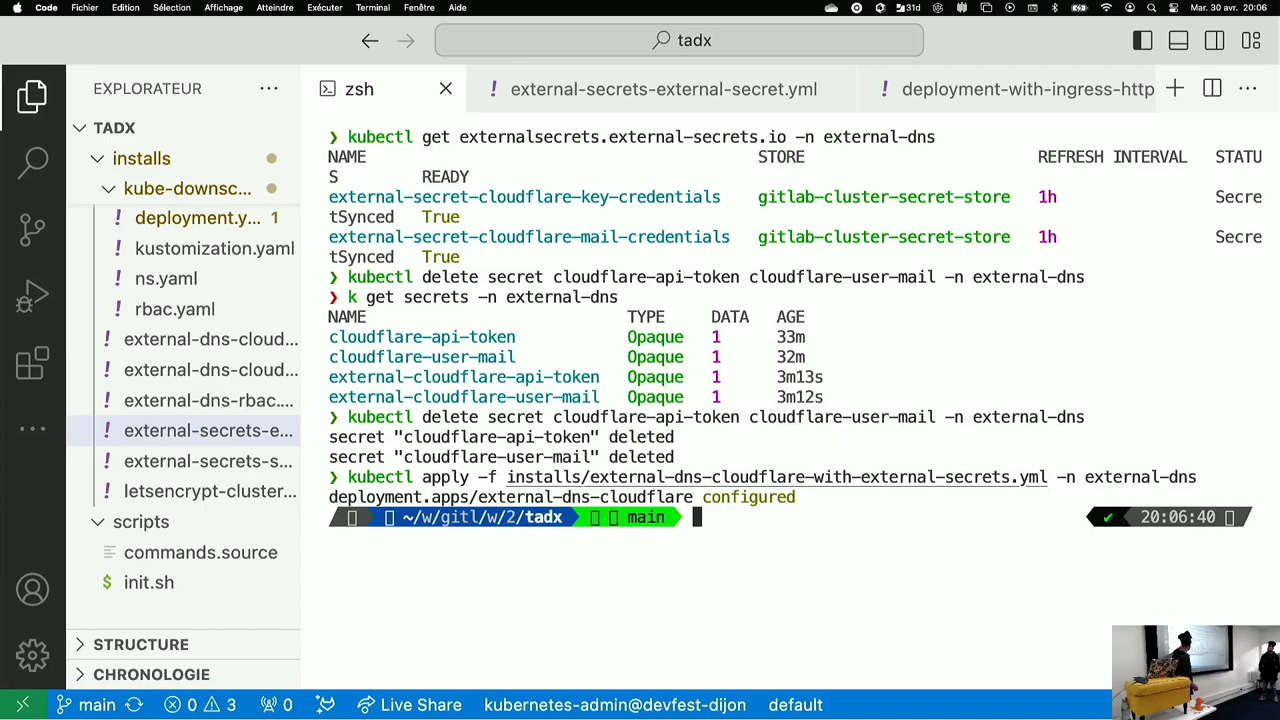 Code Fichier Edition Sélection Affichage Atteindre Exécuter Terminal Fenêtre Aide 31d Mar. 30 avr. 20:06
tadx
EXPLORATEUR
zsh
external-secrets-external-secret.yml
deployment-with-ingress-http
TADX
installs
kube-downsc...
deployment.y... 1
kustomization.yaml
ns.yaml
rbac.yaml
external-dns-cloud...
external-dns-cloud...
external-dns-rbac....
external-secrets-e...
external-secrets-s...
letsencrypt-cluster...
scripts
commands.source
$ init.sh
STRUCTURE
CHRONOLOGIE
❯ kubectl get externalsecrets.external-secrets.io -n external-dns
NAME STORE REFRESH INTERVAL STATU
S READY
external-secret-cloudflare-key-credentials gitlab-cluster-secret-store 1h Secre
tSynced True
external-secret-cloudflare-mail-credentials gitlab-cluster-secret-store 1h Secre
tSynced True
❯ kubectl delete secret cloudflare-api-token cloudflare-user-mail -n external-dns
❯ k get secrets -n external-dns
NAME TYPE DATA AGE
cloudflare-api-token Opaque 1 33m
cloudflare-user-mail Opaque 1 32m
external-cloudflare-api-token Opaque 1 3m13s
external-cloudflare-user-mail Opaque 1 3m12s
❯ kubectl delete secret cloudflare-api-token cloudflare-user-mail -n external-dns
secret "cloudflare-api-token" deleted
secret "cloudflare-user-mail" deleted
❯ kubectl apply -f installs/external-dns-cloudflare-with-external-secrets.yml -n external-dns
deployment.apps/external-dns-cloudflare configured
~/w/gitl/w/2/tadx main ✔ 20:06:40
main 0 3 0 Live Share kubernetes-admin@devfest-dijon default